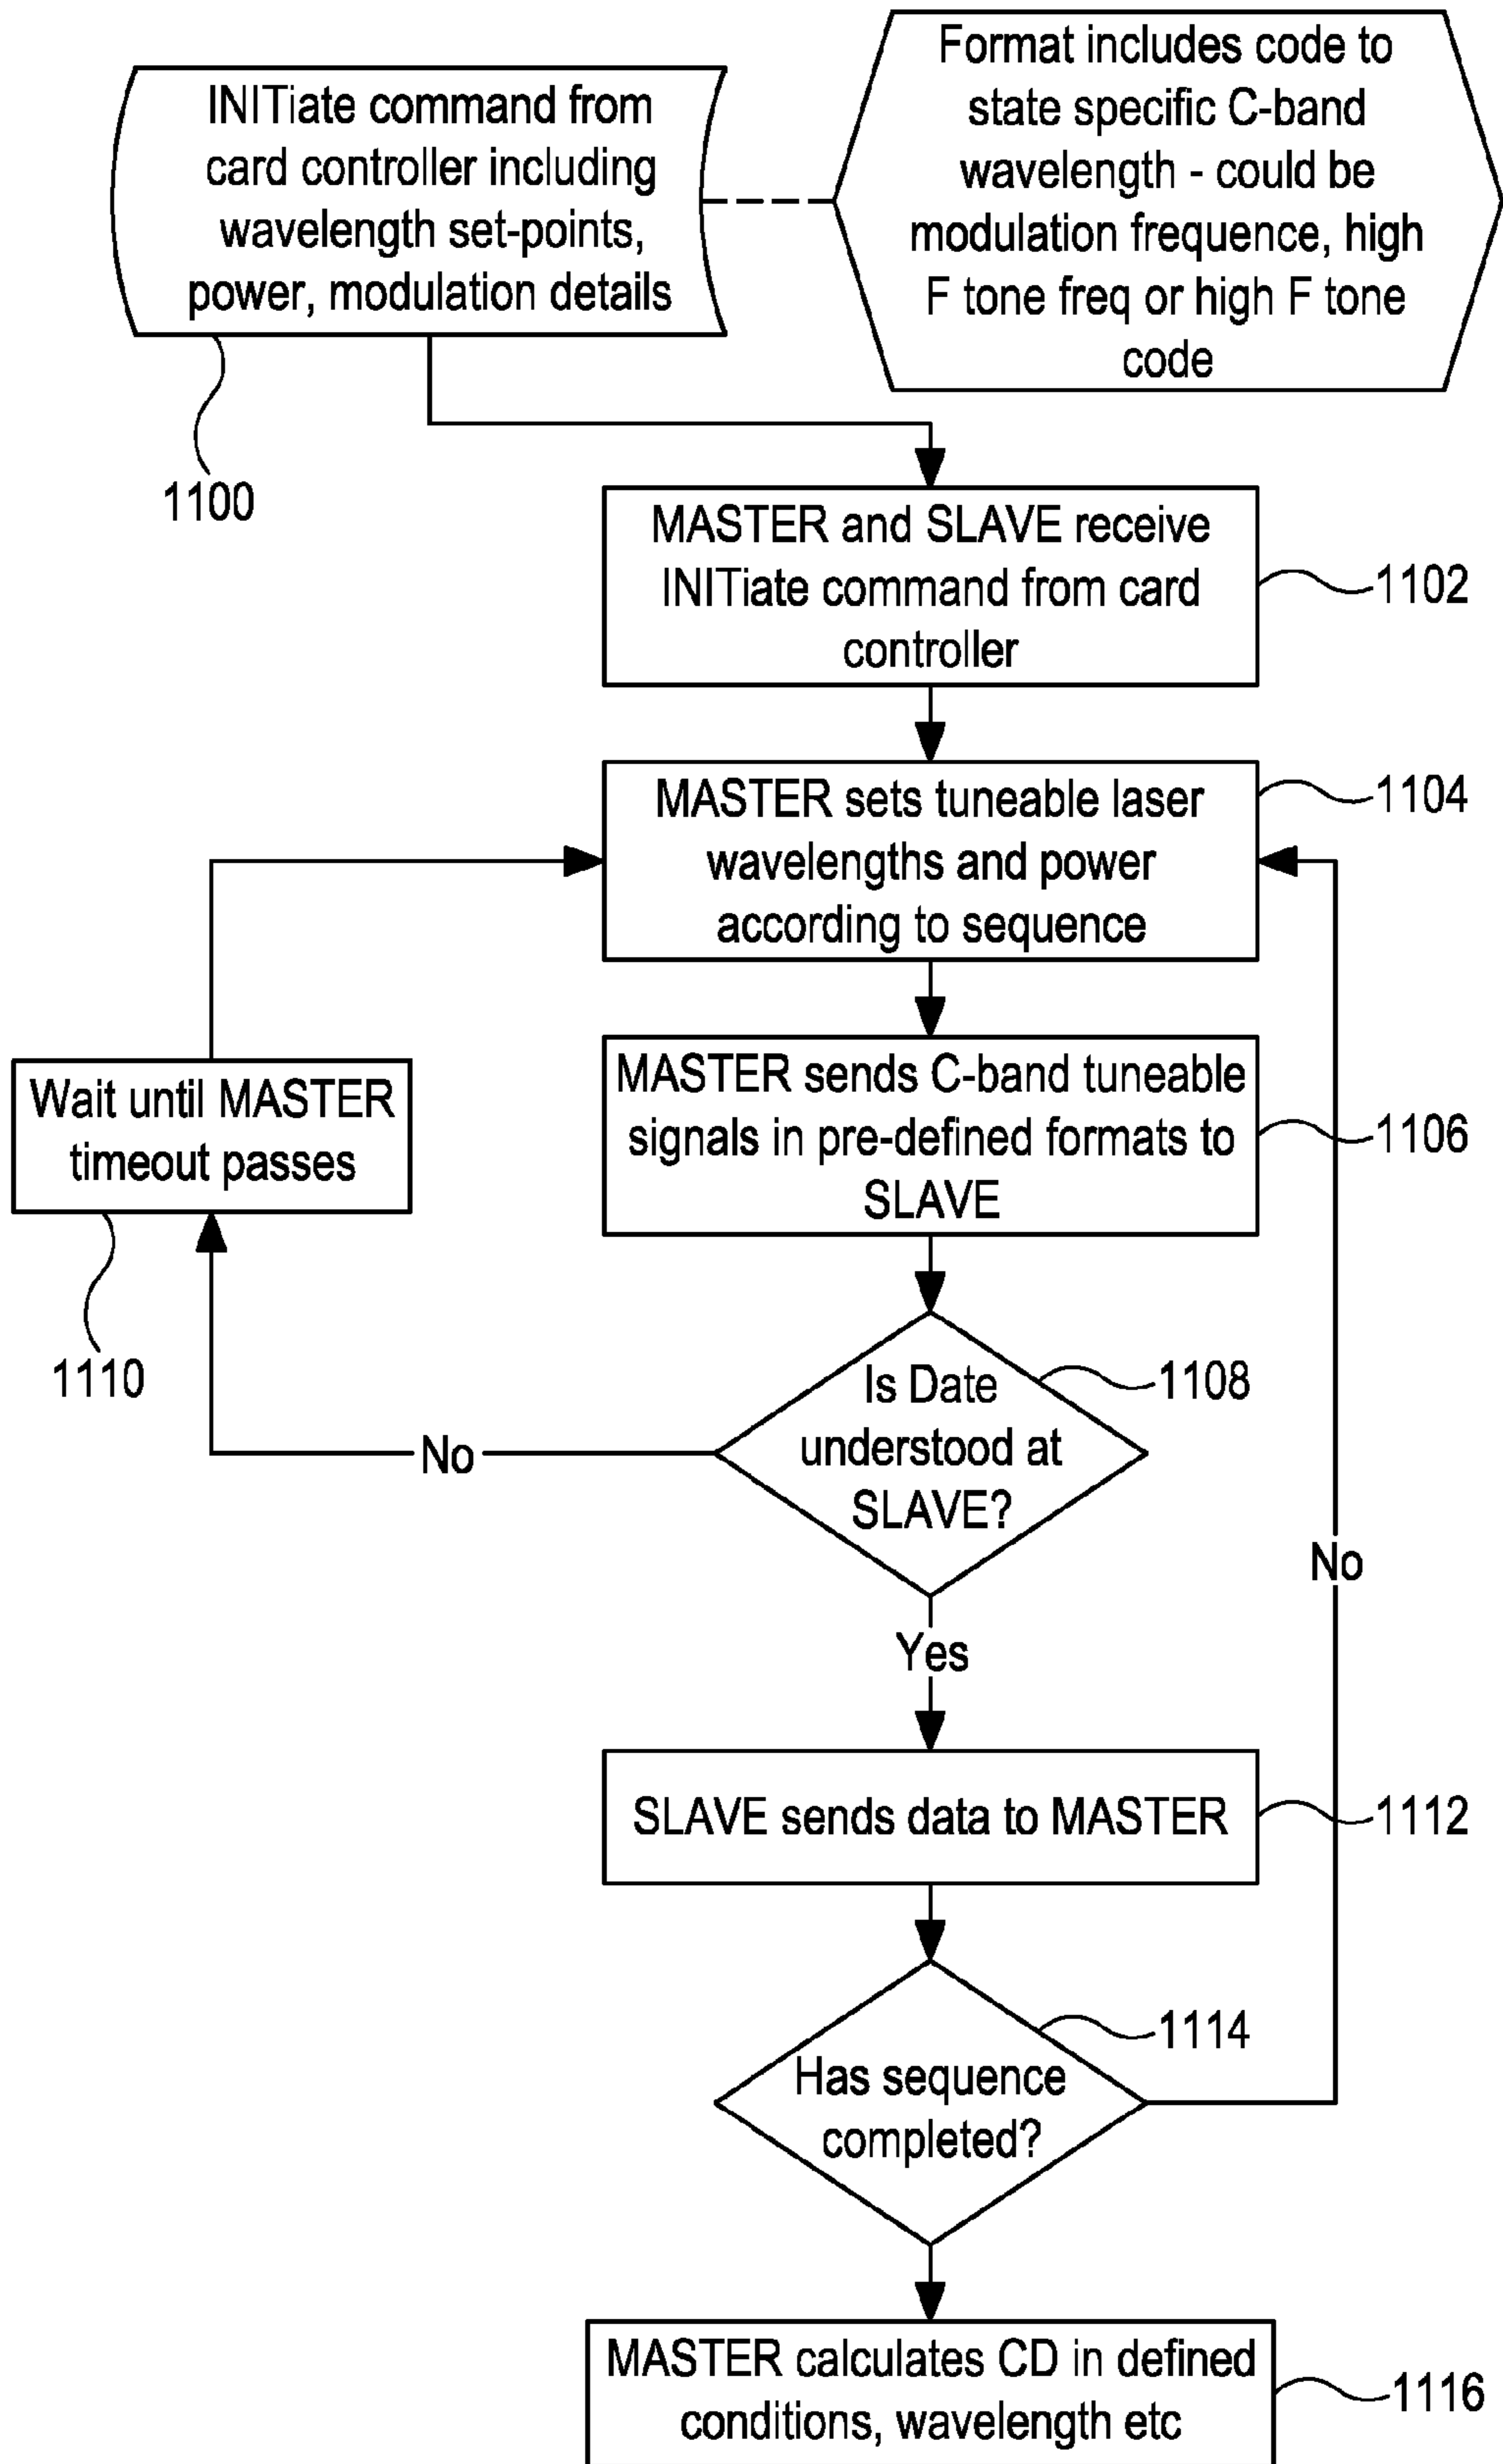 INITiate command from
card controller including
wavelength set-points,
power, modulation details
1100
Format includes code to
state specific C-band
wavelength - could be
modulation frequence, high
F tone freq or high F tone
code
MASTER and SLAVE receive
INITiate command from card
controller
1102
MASTER sets tuneable laser
wavelengths and power
according to sequence
1104
MASTER sends C-band tuneable
signals in pre-defined formats to
SLAVE
1106
Wait until MASTER
timeout passes
1110
Is Date
understood at
SLAVE?
1108
No
Yes
No
SLAVE sends data to MASTER
1112
Has sequence
completed?
1114
MASTER calculates CD in defined
conditions, wavelength etc
1116